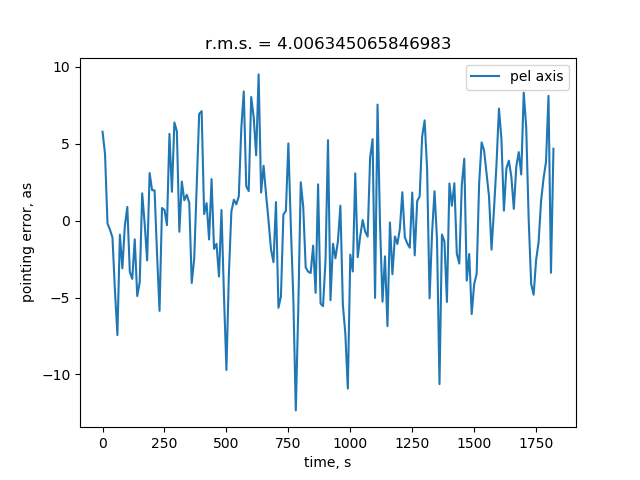 r.m.s. = 4.006345065846983
pel axis
10
5
0
−5
−10
pointing error, as
0 250 500 750 1000 1250 1500 1750
time, s